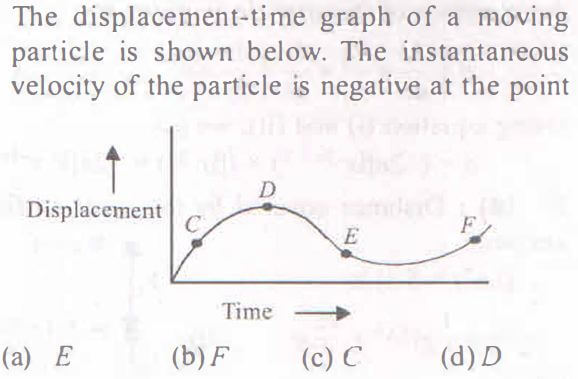 The displacement-time graph of a moving
particle is shown below. The instantaneous
velocity of the particle is negative at the point
D
Displacement
C
E
F
Time
(a) E (b) F (c) C (d) D